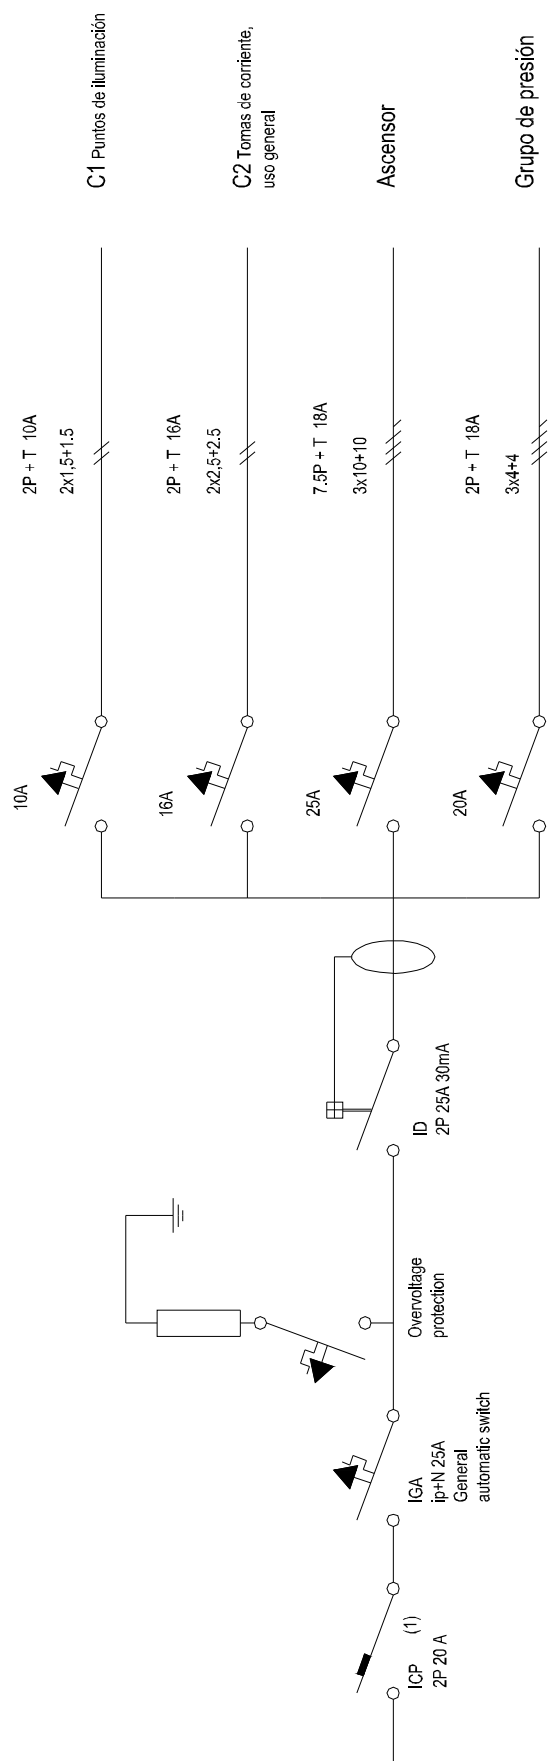 C1 Puntos de iluminación
2P + T 10A
2x1,5+1.5
10A
C2 Tomas de corriente,
uso general
2P + T 16A
2x2,5+2.5
16A
Ascensor
7.5P + T 18A
3x10+10
25A
Grupo de presión
2P + T 18A
3x4+4
20A
ID
2P 25A 30mA
Overvoltage
protection
IGA
ip+N 25A
General
automatic switch
(1)
ICP
2P 20 A